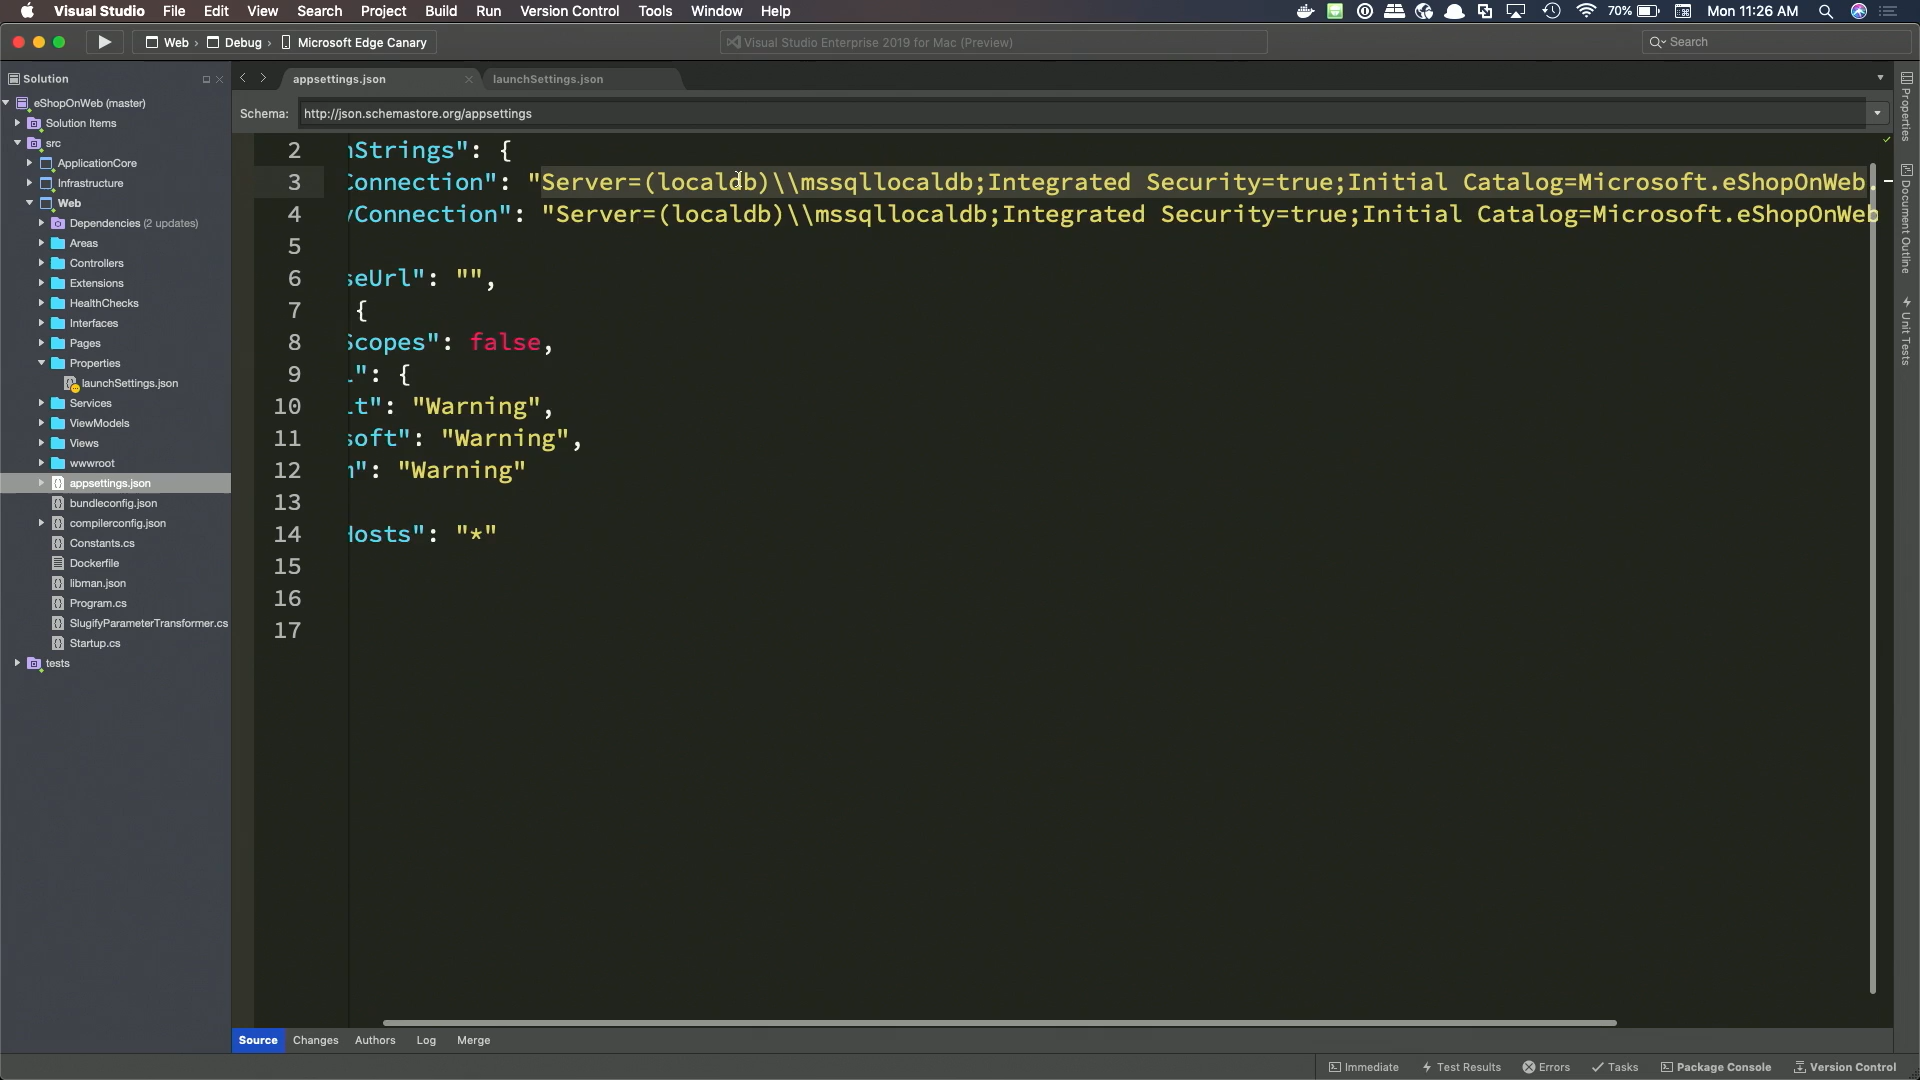 Visual Studio File Edit View Search Project Build Run Version Control Tools Window Help 70% Mon 11:26 AM
Web › Debug › Microsoft Edge Canary Visual Studio Enterprise 2019 for Mac (Preview) Search
Solution
eShopOnWeb (master)
Solution Items
src
ApplicationCore
Infrastructure
Web
Dependencies (2 updates)
Areas
Controllers
Extensions
HealthChecks
Interfaces
Pages
Properties
launchSettings.json
Services
ViewModels
Views
wwwroot
appsettings.json
bundleconfig.json
compilerconfig.json
Constants.cs
Dockerfile
libman.json
Program.cs
SlugifyParameterTransformer.cs
Startup.cs
tests
appsettings.json launchSettings.json
Schema: http://json.schemastore.org/appsettings
2 nStrings": {
3 Connection": "Server=(localdb)\\mssqllocaldb;Integrated Security=true;Initial Catalog=Microsoft.eShopOnWeb.
4 yConnection": "Server=(localdb)\\mssqllocaldb;Integrated Security=true;Initial Catalog=Microsoft.eShopOnWeb
5
6 seUrl": "",
7 {
8 Scopes": false,
9 l": {
10 lt": "Warning",
11 soft": "Warning",
12 m": "Warning"
13
14 Hosts": "*"
15
16
17
Properties
Document Outline
Unit Tests
Source Changes Authors Log Merge
Immediate Test Results Errors Tasks Package Console Version Control